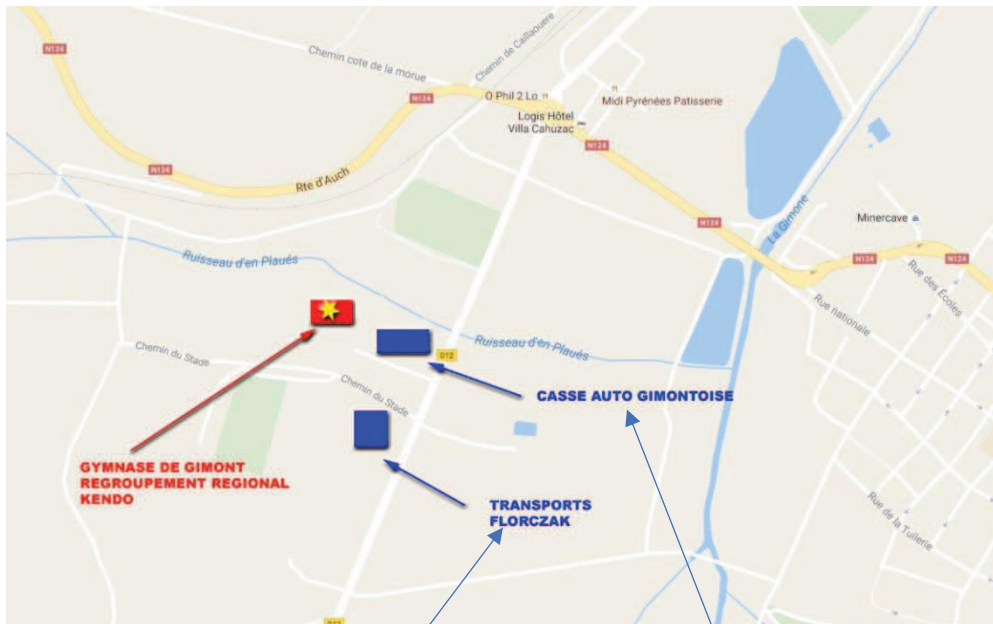 N124
Chemin cote de la morue
Chemin de Caillaouere
N124
O Phil 2 Lo
Midi Pyrénées Patisserie
Logis Hôtel
Villa Cahuzac
N124
N124
Rte d'Auch
N124
La Gimone
Minercave
N124
N124
Rue des Écoles
Rue nationale
Ruisseau d'en Plaués
Ruisseau d'en Plaués
D12
Chemin du Stade
Chemin du Stade
CASSE AUTO GIMONTOISE
GYMNASE DE GIMONT
REGROUPEMENT REGIONAL
KENDO
TRANSPORTS
FLORCZAK
Rue de la Tuilerie